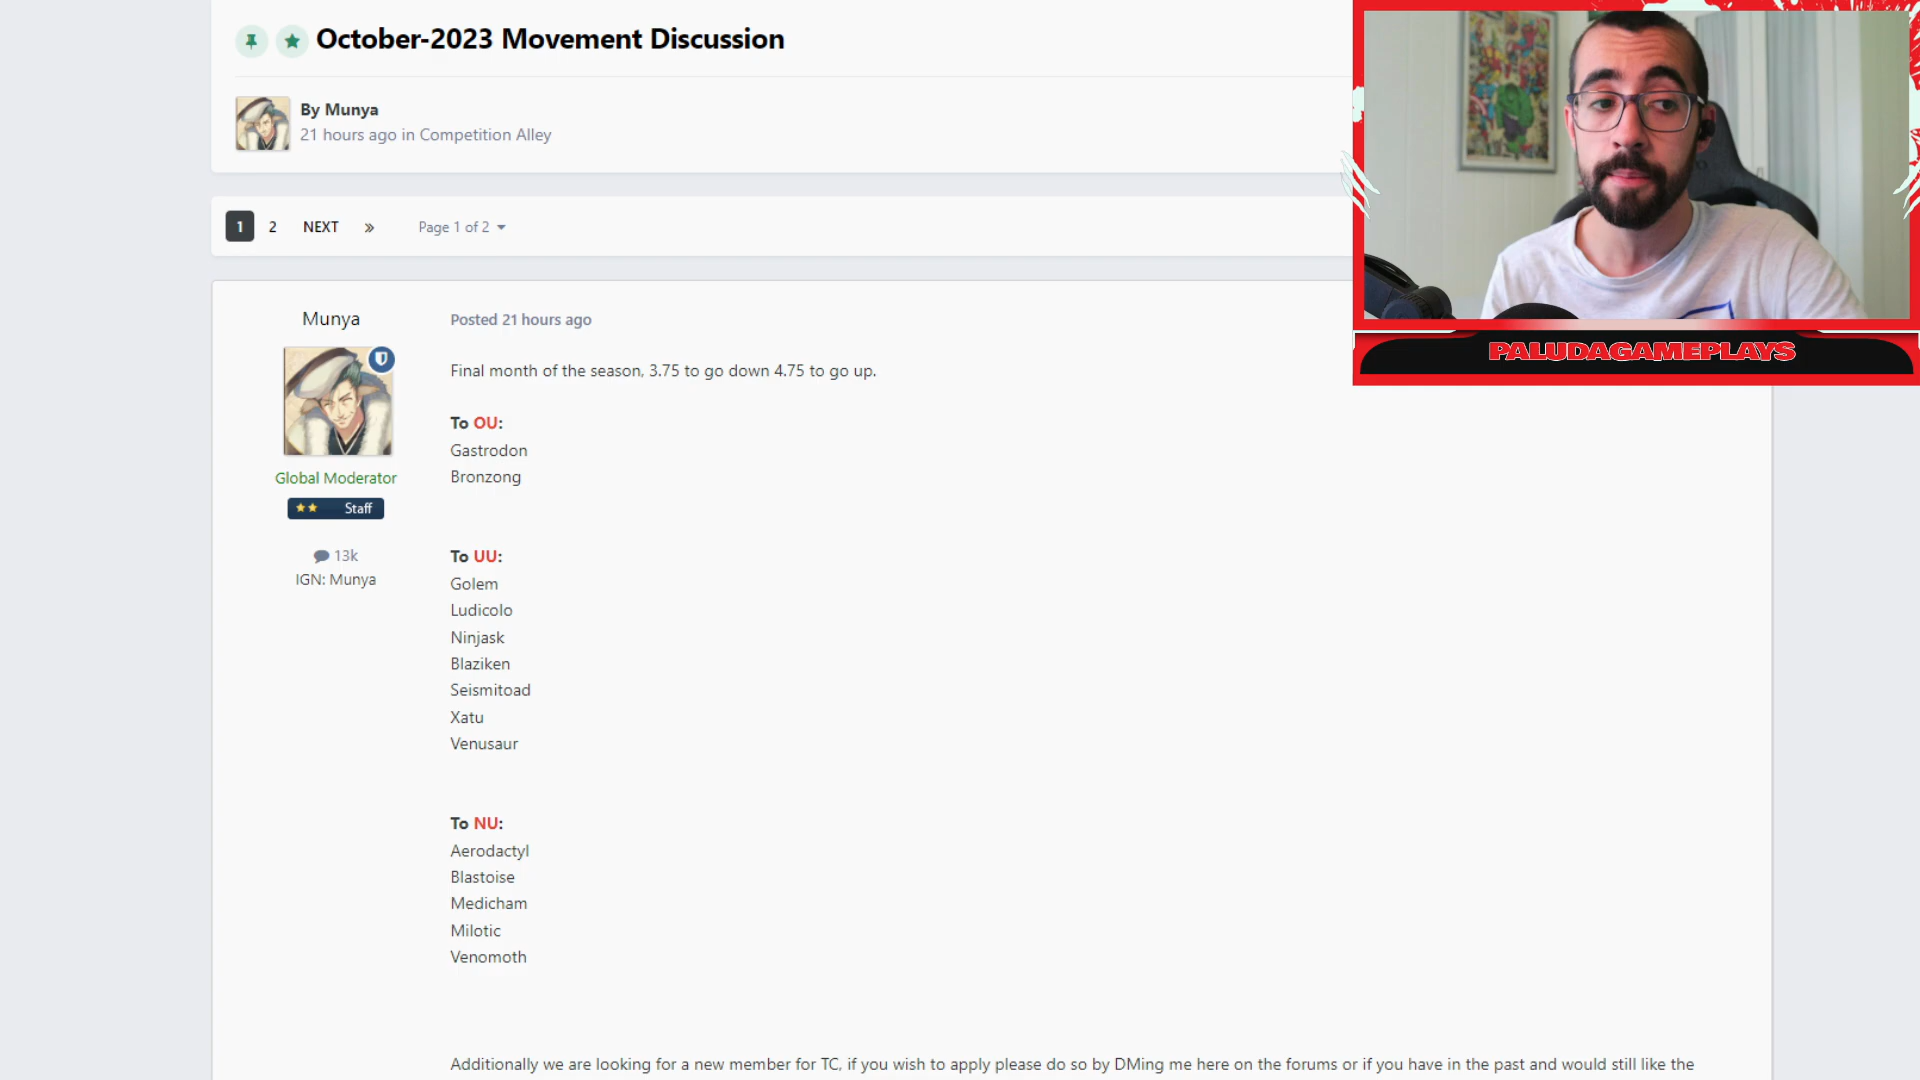 October-2023 Movement Discussion
By Munya
21 hours ago in Competition Alley
1 2 NEXT » Page 1 of 2
Munya
Posted 21 hours ago
Global Moderator
Staff
13k
IGN: Munya
Final month of the season, 3.75 to go down 4.75 to go up.
To OU:
Gastrodon
Bronzong
To UU:
Golem
Ludicolo
Ninjask
Blaziken
Seismitoad
Xatu
Venusaur
To NU:
Aerodactyl
Blastoise
Medicham
Milotic
Venomoth
Additionally we are looking for a new member for TC, if you wish to apply please do so by DMing me here on the forums or if you have in the past and would still like the
PALUDAGAMEPLAYS